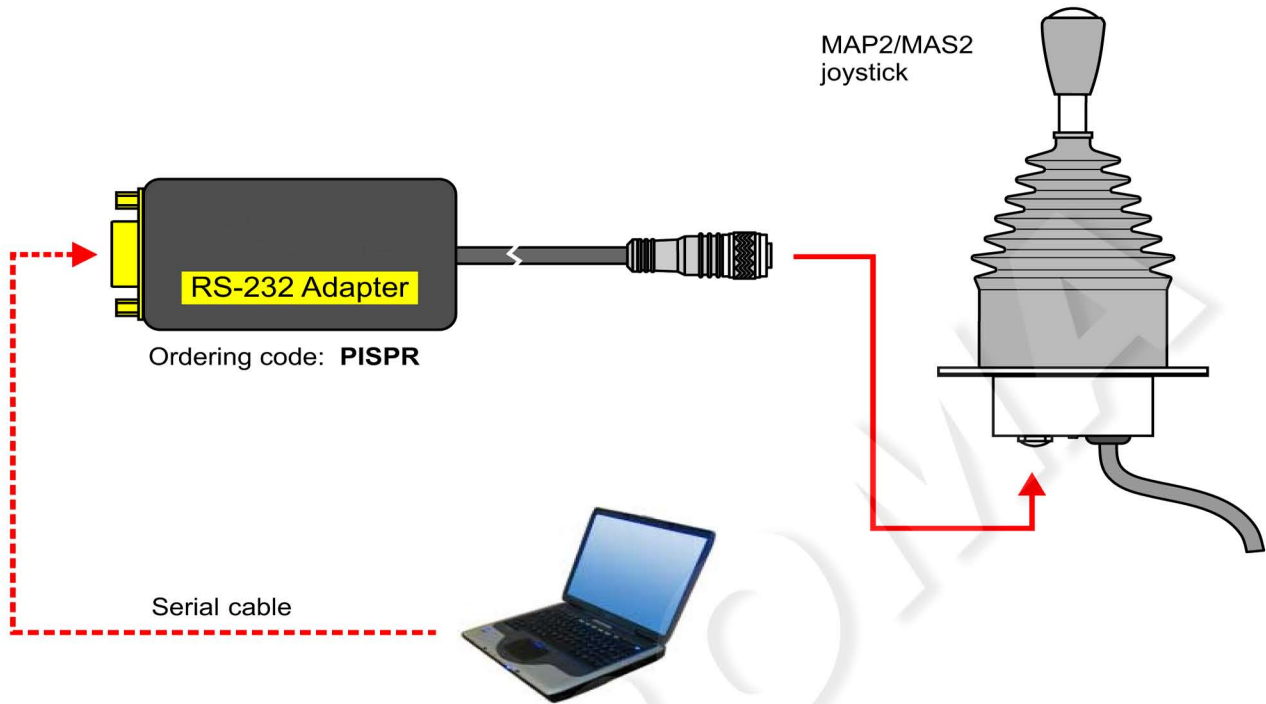 MAP2/MAS2
joystick
RS-232 Adapter
Ordering code: PISPR
Serial cable